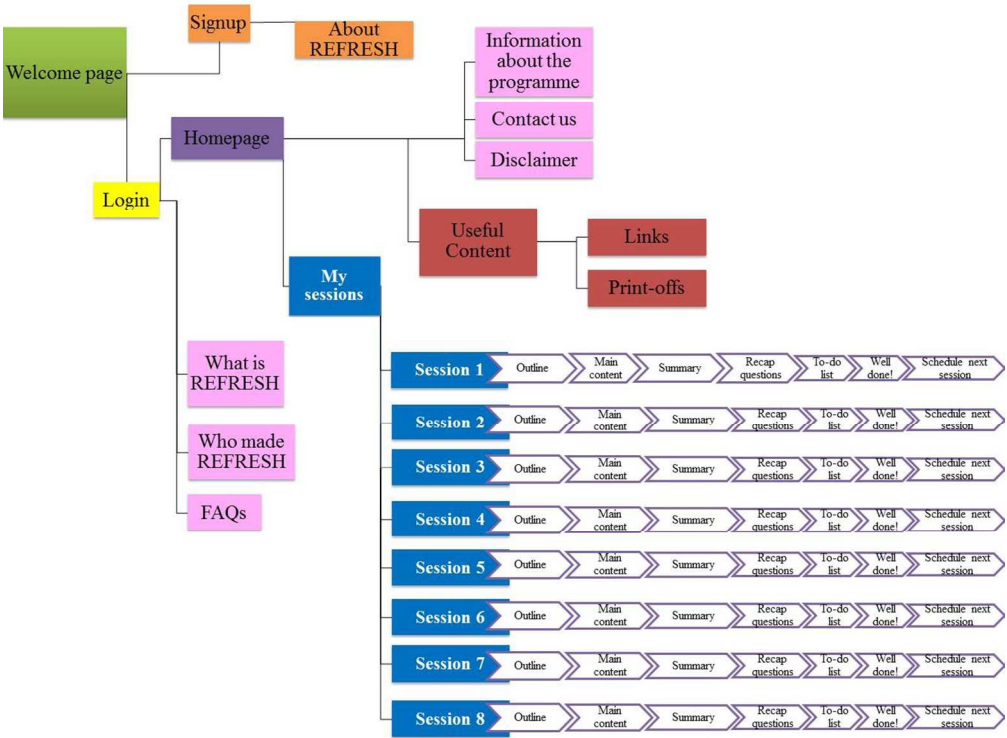 Signup
About
REFRESH
Welcome page
Information
about the
programme
Contact us
Disclaimer
Homepage
Login
Useful
Content
Links
Print-offs
My
sessions
What is
REFRESH
Who made
REFRESH
FAQs
Session 1
Outline
Main
content
Summary
Recap
questions
To-do
list
Well
done!
Schedule next
session
Session 2
Outline
Main
content
Summary
Recap
questions
To-do
list
Well
done!
Schedule next
session
Session 3
Outline
Main
content
Summary
Recap
questions
To-do
list
Well
done!
Schedule next
session
Session 4
Outline
Main
content
Summary
Recap
questions
To-do
list
Well
done!
Schedule next
session
Session 5
Outline
Main
content
Summary
Recap
questions
To-do
list
Well
done!
Schedule next
session
Session 6
Outline
Main
content
Summary
Recap
questions
To-do
list
Well
done!
Schedule next
session
Session 7
Outline
Main
content
Summary
Recap
questions
To-do
list
Well
done!
Schedule next
session
Session 8
Outline
Main
content
Summary
Recap
questions
To-do
list
Well
done!
Schedule next
session